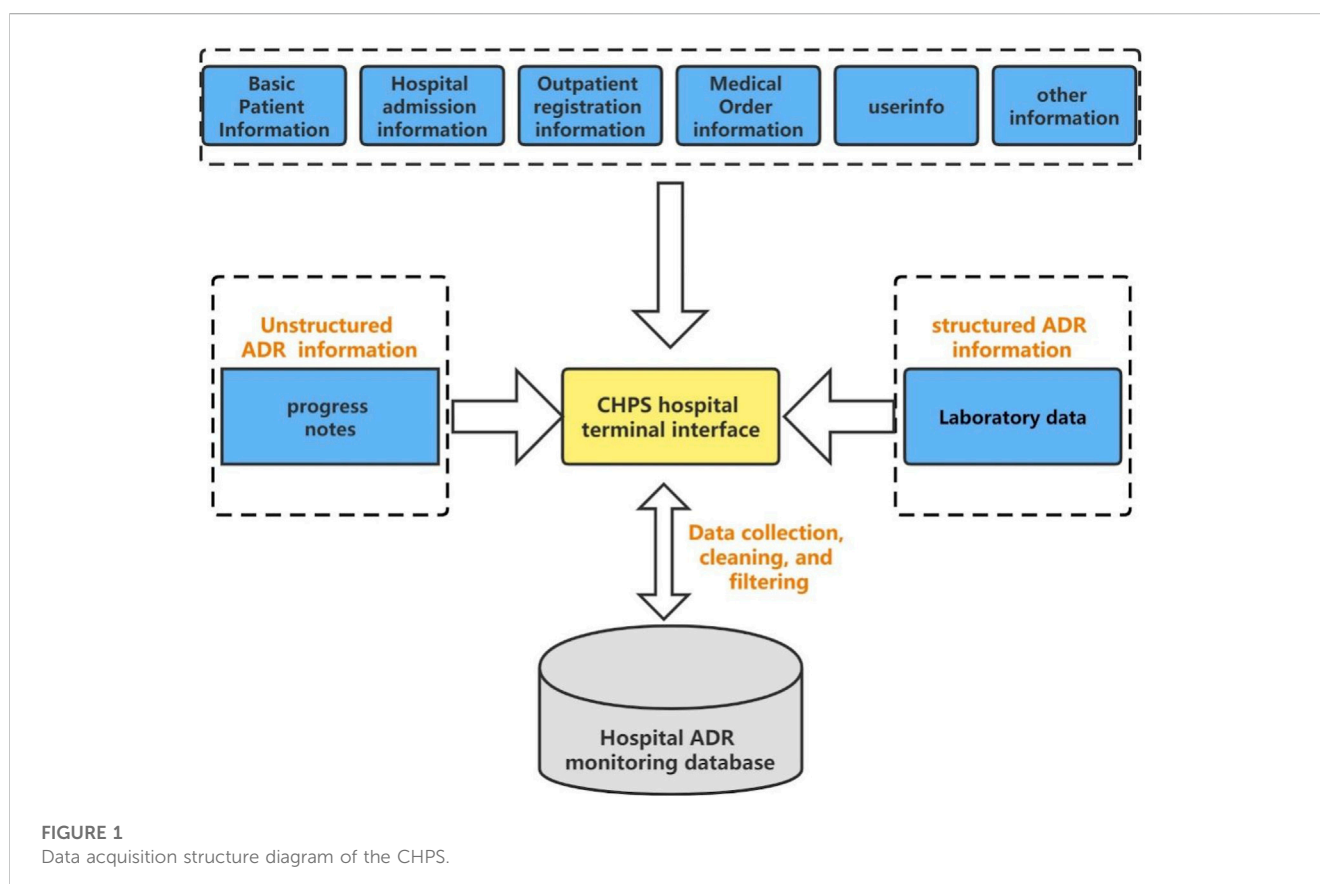 Basic
Patient
Information
Hospital
admission
information
Outpatient
registration
information
Medical
Order
information
userinfo
other
information
Unstructured
ADR information
progress
notes
CHPS hospital
terminal interface
structured ADR
information
Laboratory data
Data collection,
cleaning, and
filtering
Hospital ADR
monitoring database
FIGURE 1
Data acquisition structure diagram of the CHPS.